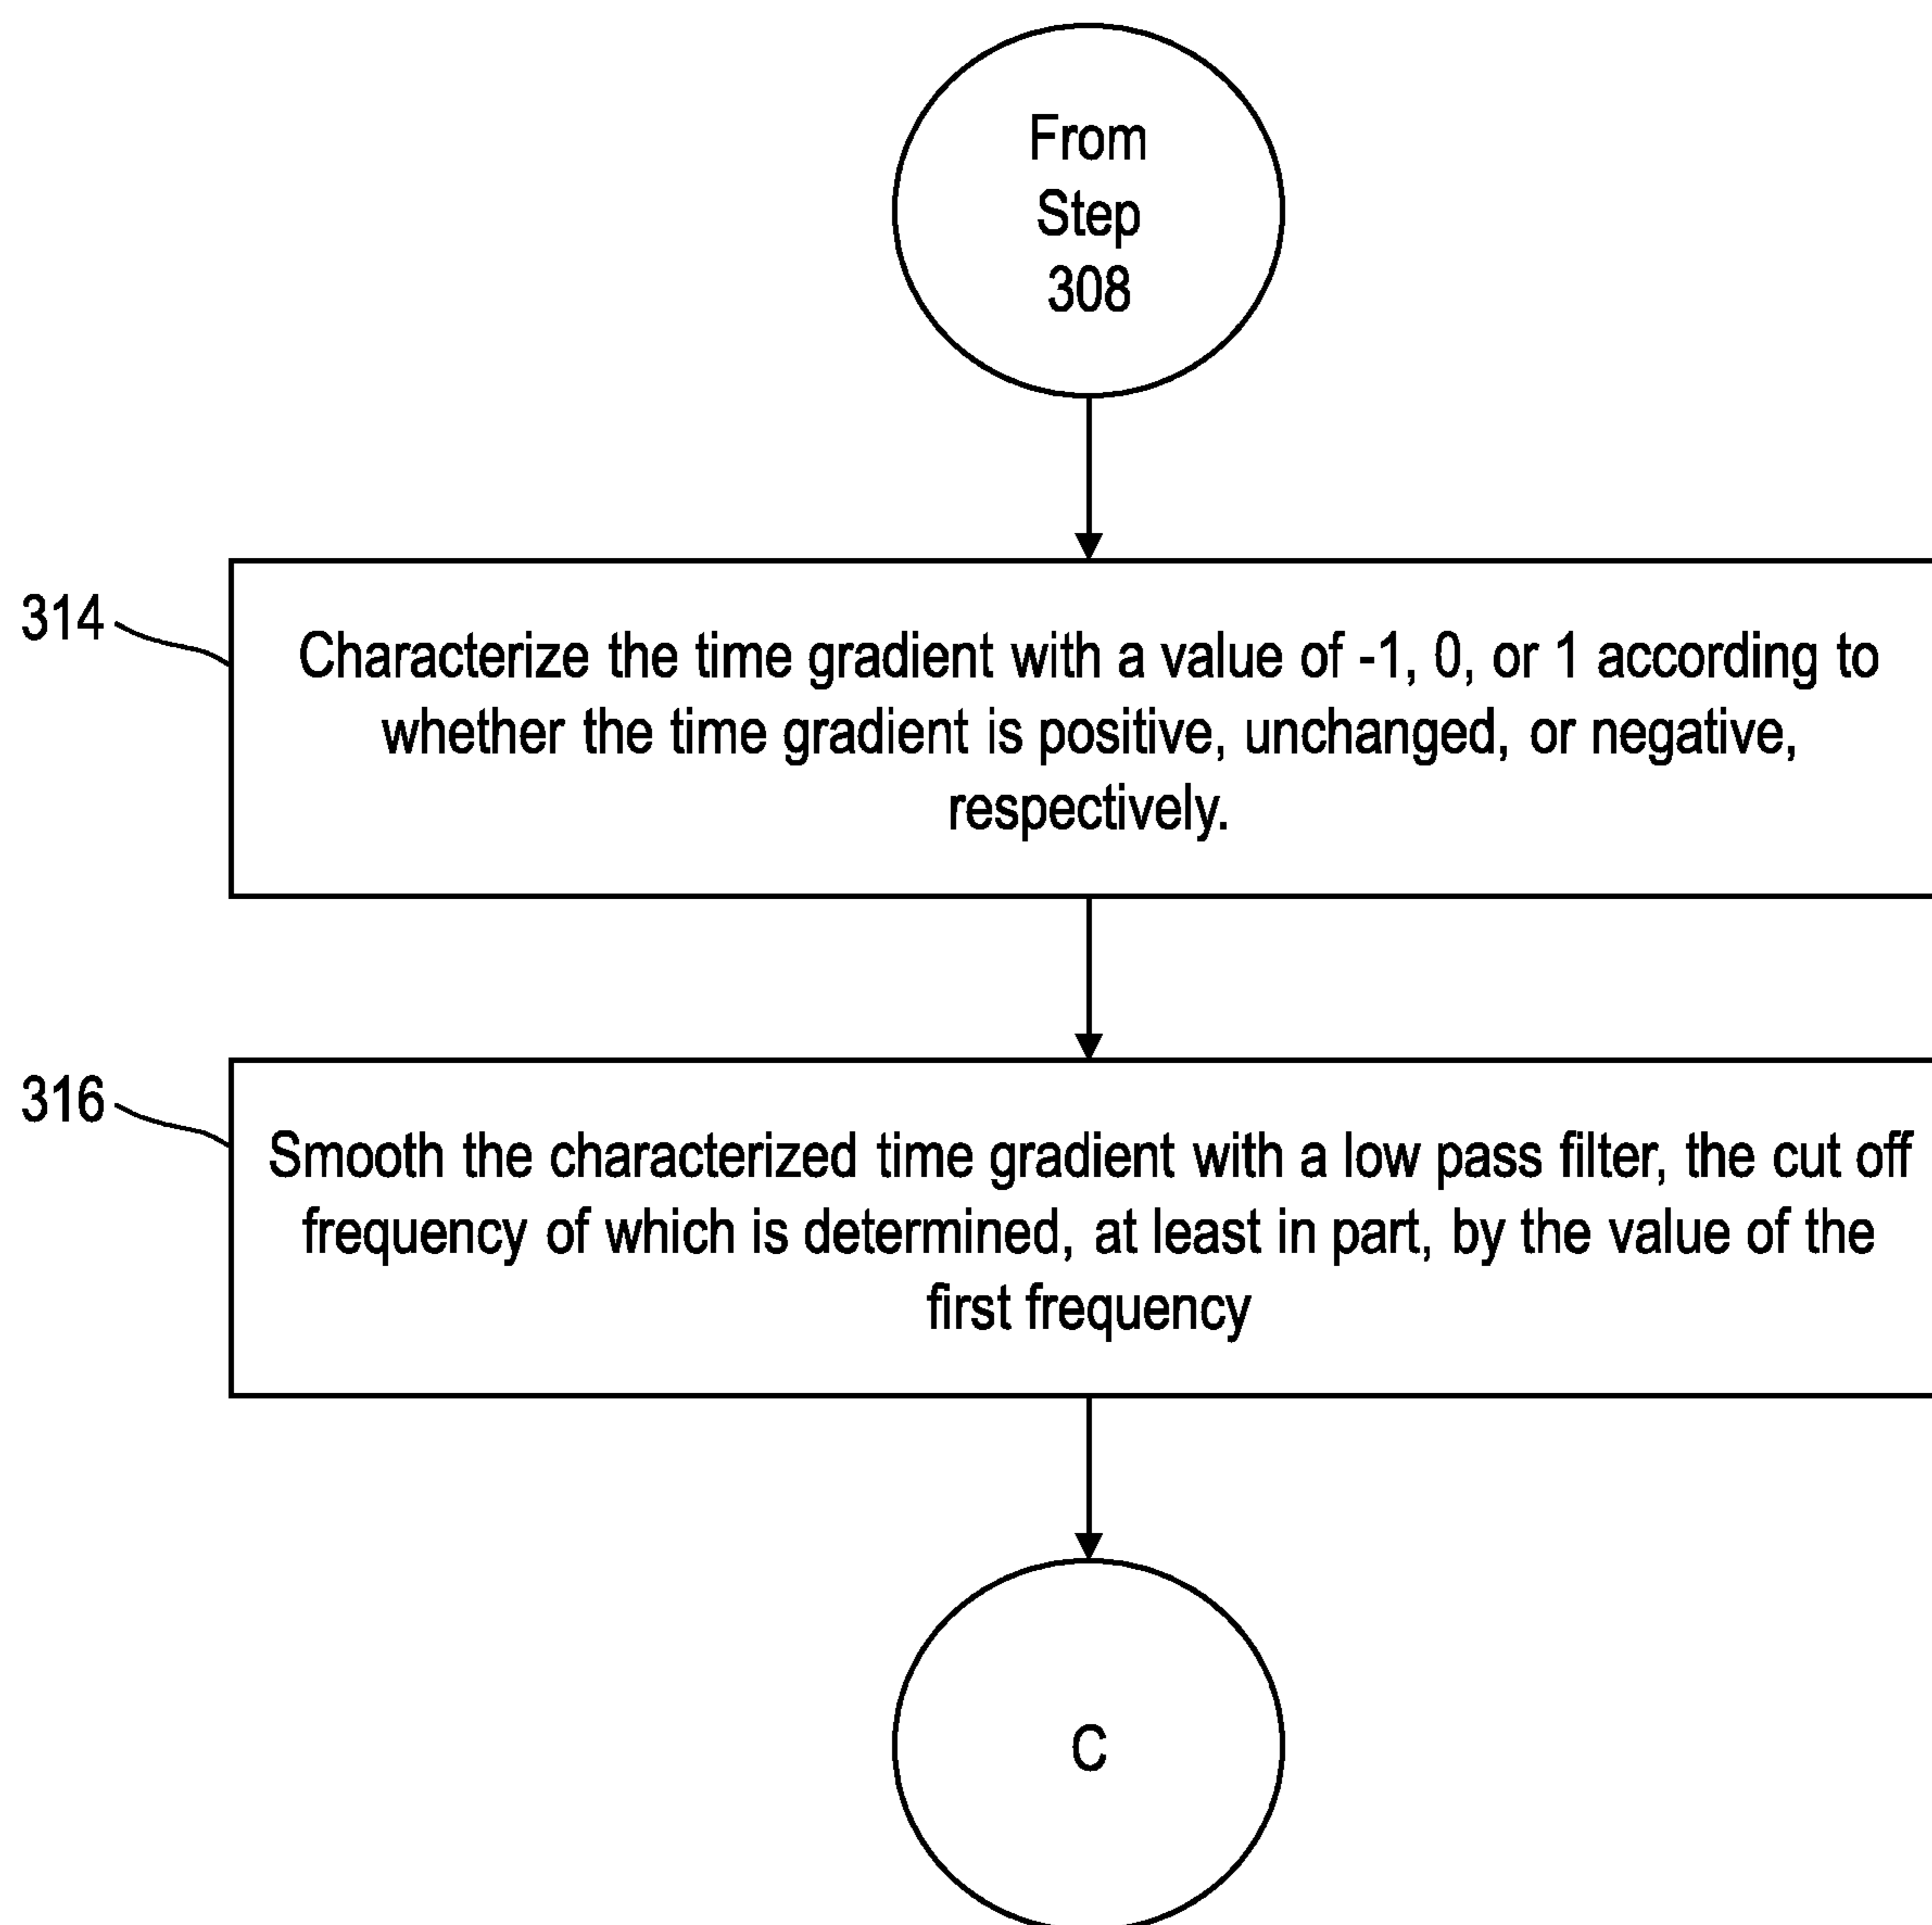 From
Step
308
314
Characterize the time gradient with a value of -1, 0, or 1 according to
whether the time gradient is positive, unchanged, or negative,
respectively.
316
Smooth the characterized time gradient with a low pass filter, the cut off
frequency of which is determined, at least in part, by the value of the
first frequency
C